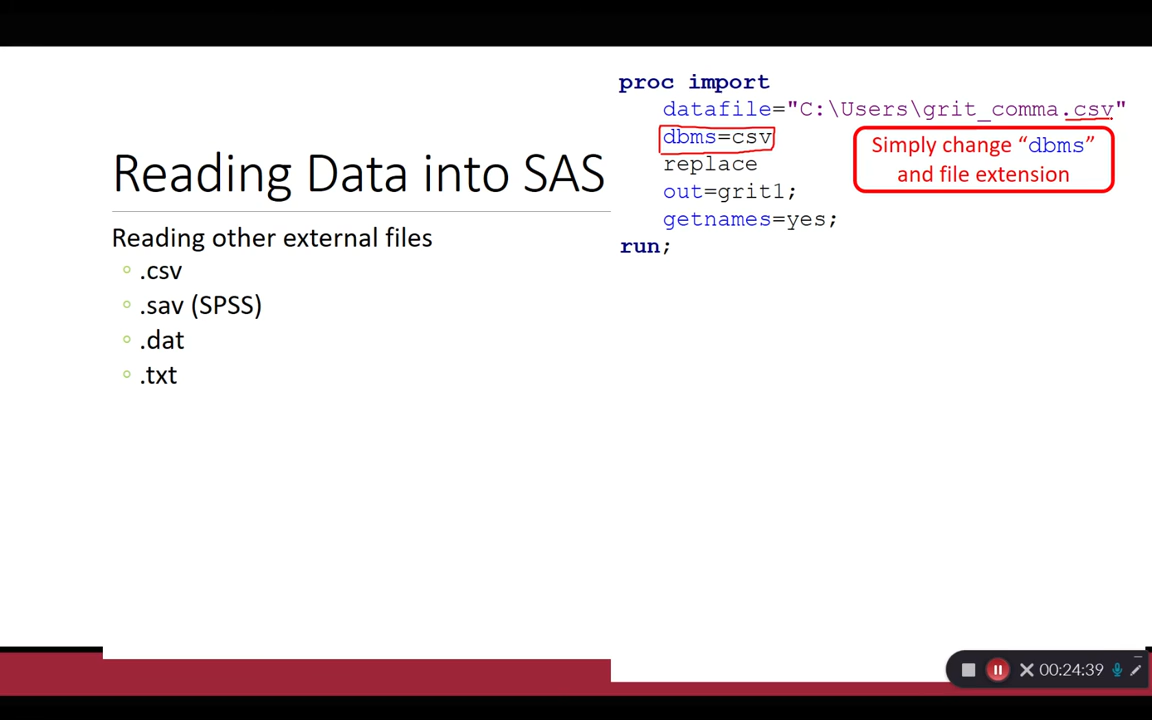 Reading Data into SAS
Reading other external files
◦ .csv
◦ .sav (SPSS)
◦ .dat
◦ .txt
proc import
datafile="C:\Users\grit_comma.csv"
dbms=csv
replace
out=grit1;
getnames=yes;
run;
Simply change “dbms”
and file extension
00:24:39